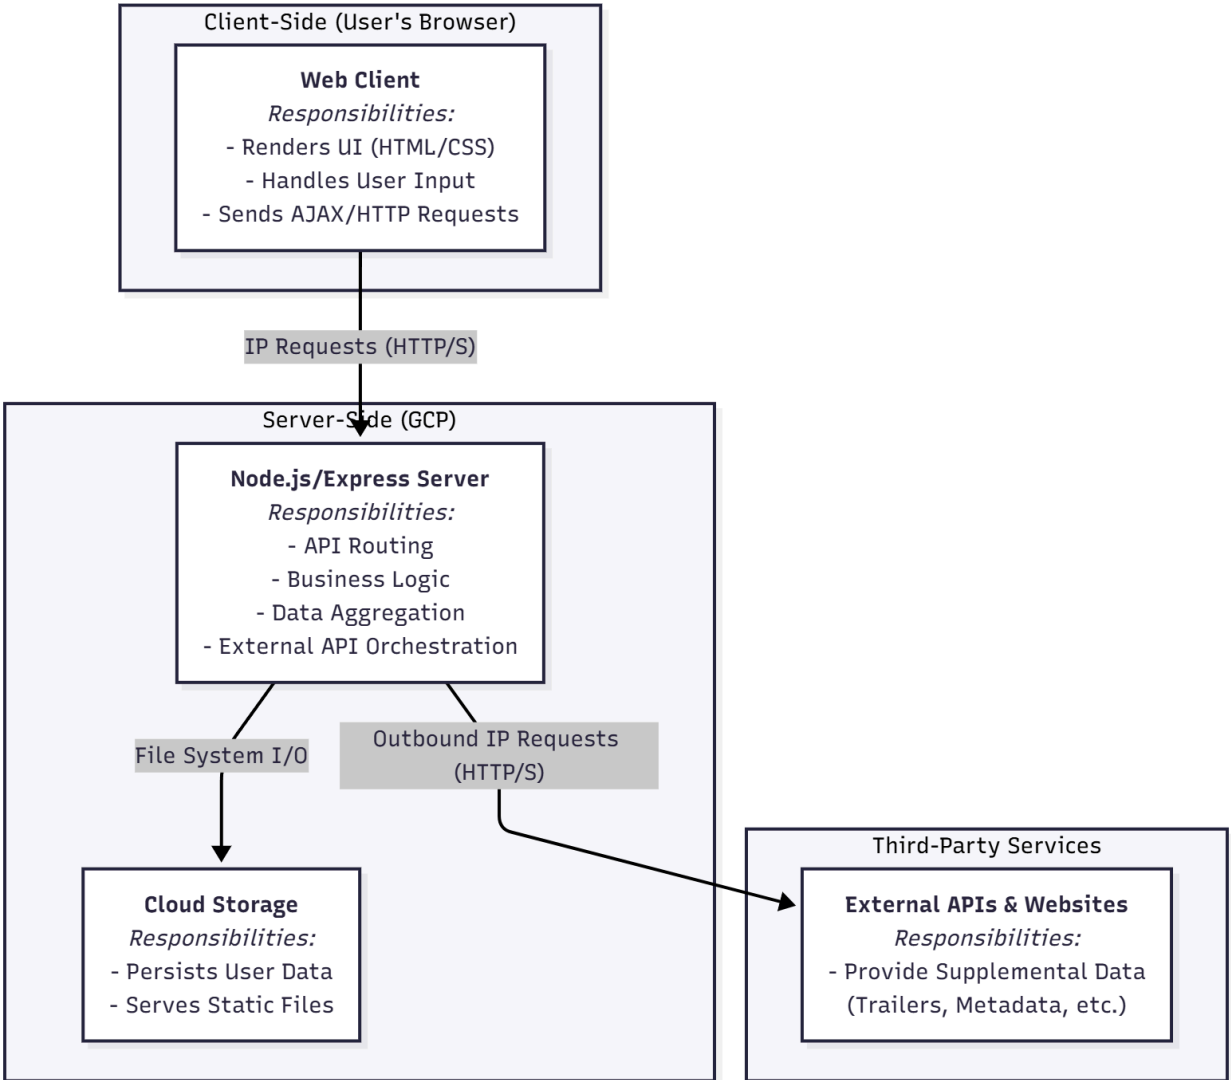 Client-Side (User's Browser)
Web Client
Responsibilities:
- Renders UI (HTML/CSS)
- Handles User Input
- Sends AJAX/HTTP Requests
IP Requests (HTTP/S)
Server-Side (GCP)
Node.js/Express Server
Responsibilities:
- API Routing
- Business Logic
- Data Aggregation
- External API Orchestration
File System I/O
Outbound IP Requests
(HTTP/S)
Cloud Storage
Responsibilities:
- Persists User Data
- Serves Static Files
Third-Party Services
External APIs & Websites
Responsibilities:
- Provide Supplemental Data
(Trailers, Metadata, etc.)